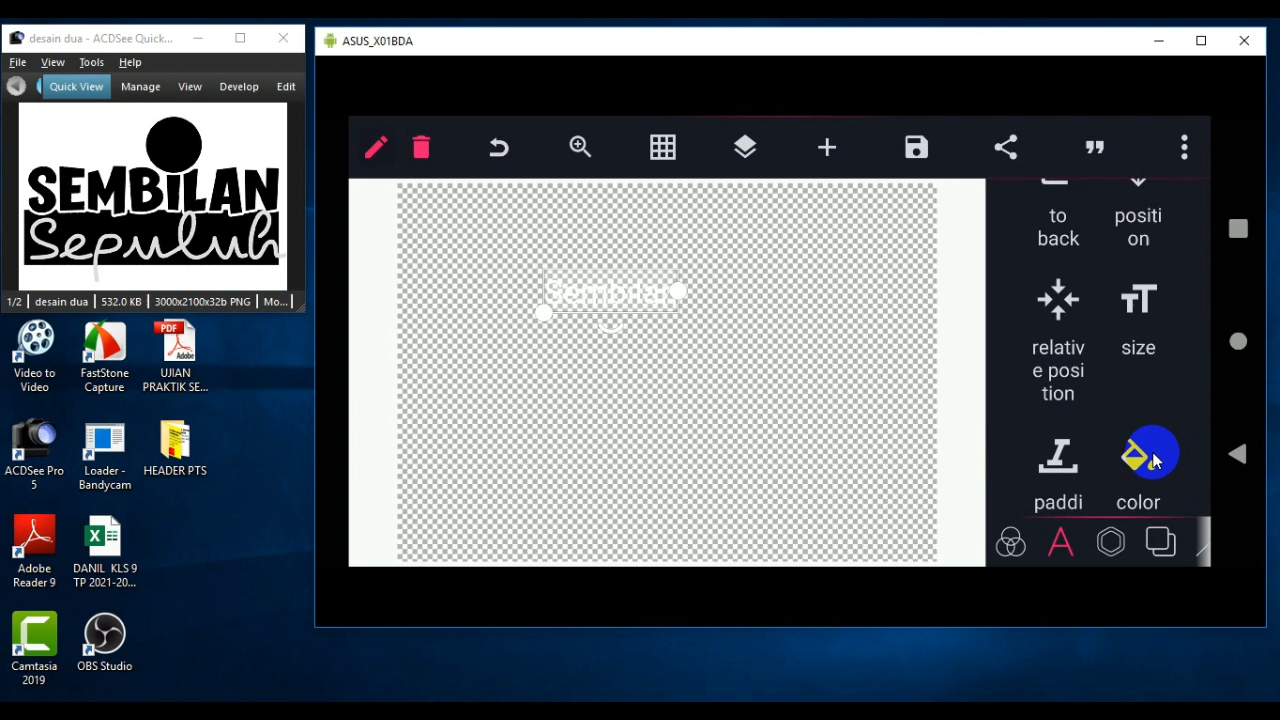 desain dua - ACDSee Quick...
File View Tools Help
Quick View Manage View Develop Edit
SEMBiLAN
Sepuluh
1/2 desain dua 532.0 KB 3000x2100x32b PNG Mo...
ASUS_X01BDA
Sembilan
to back
positi
on
relativ
e posi
tion
size
paddi
color
Video to
Video
FastStone
Capture
PDF
Adobe
UJIAN
PRAKTIK SE...
ACDSee Pro
5
Loader -
Bandycam
HEADER PTS
Adobe
Reader 9
DANIL KLS 9
TP 2021-20...
Camtasia
2019
OBS Studio